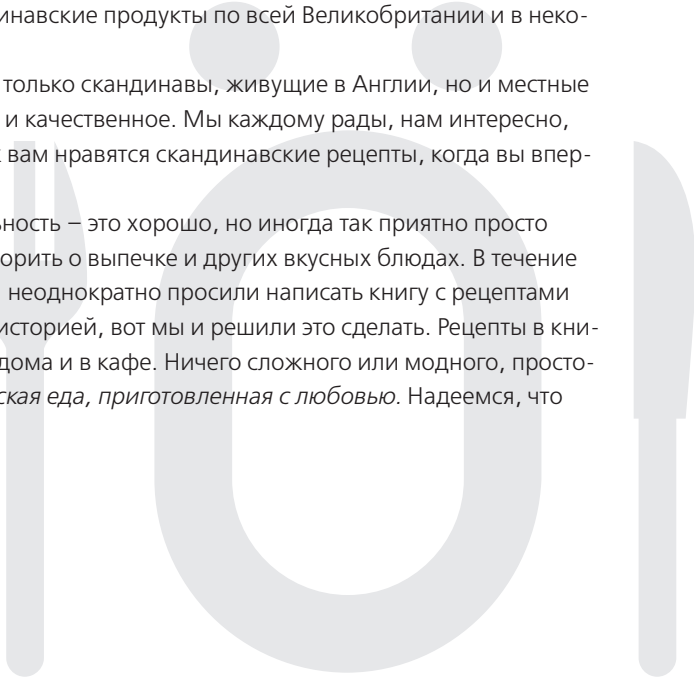 инавские продукты по всей Великобритании и в неко-
только скандинавы, живущие в Англии, но и местные
и качественное. Мы каждому рады, нам интересно,
вам нравятся скандинавские рецепты, когда вы впер-
ность – это хорошо, но иногда так приятно просто
орить о выпечке и других вкусных блюдах. В течение
неоднократно просили написать книгу с рецептами
историей, вот мы и решили это сделать. Рецепты в кни-
дома и в кафе. Ничего сложного или модного, просто-
ская еда, приготовленная с любовью. Надеемся, что
Ö